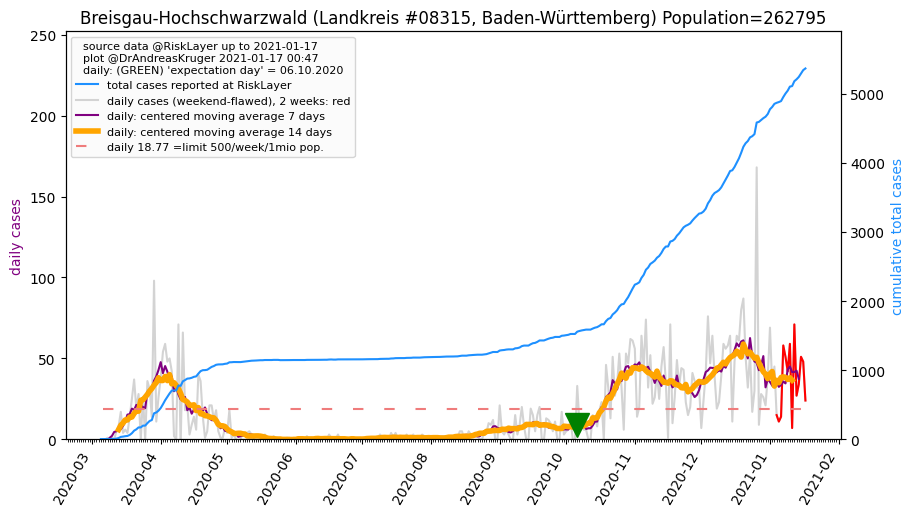 Breisgau-Hochschwarzwald (Landkreis #08315, Baden-Württemberg) Population=262795
source data @RiskLayer up to 2021-01-17
plot @DrAndreasKruger 2021-01-17 00:47
daily: (GREEN) 'expectation day' = 06.10.2020
total cases reported at RiskLayer
daily cases (weekend-flawed), 2 weeks: red
daily: centered moving average 7 days
daily: centered moving average 14 days
daily 18.77 =limit 500/week/1mio pop.
daily cases
250
200
150
100
50
0
5000
4000
3000
2000
1000
0
cumulative total cases
2020-03
2020-04
2020-05
2020-06
2020-07
2020-08
2020-09
2020-10
2020-11
2020-12
2021-01
2021-02